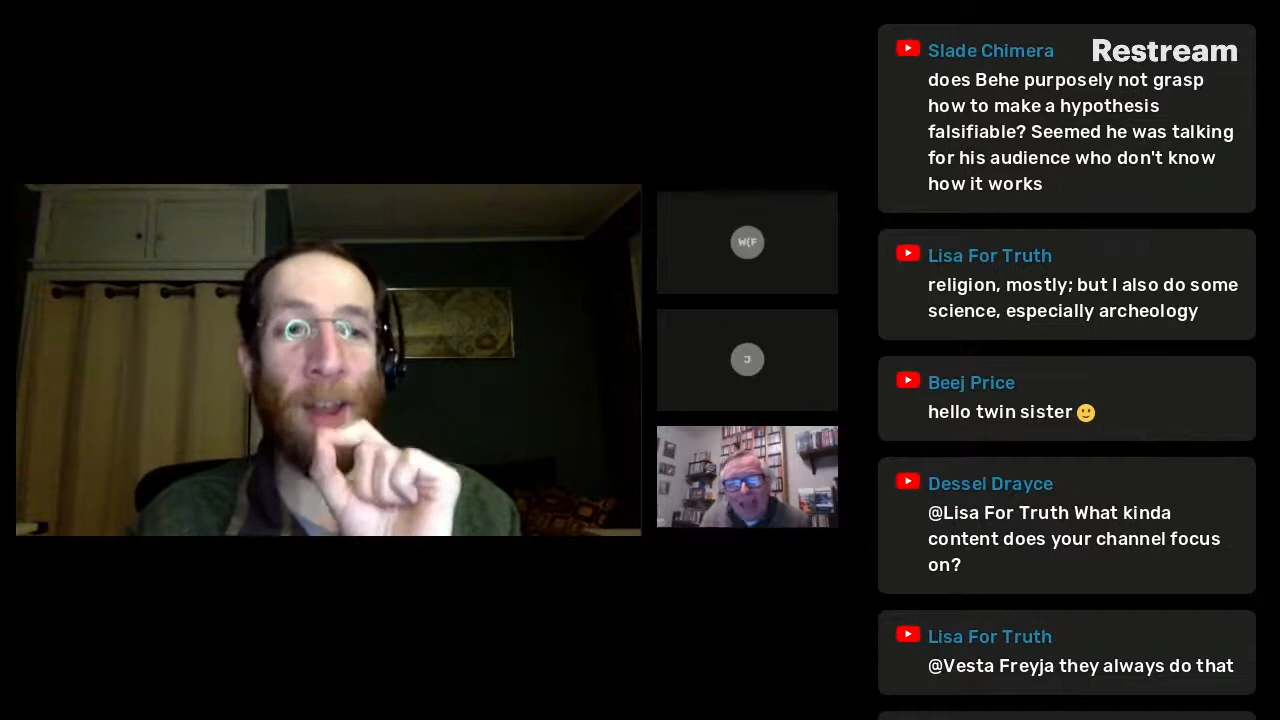 Slade Chimera
Restream
does Behe purposely not grasp
how to make a hypothesis
falsifiable? Seemed he was talking
for his audience who don't know
how it works
W(F
J
Lisa For Truth
religion, mostly; but I also do some
science, especially archeology
Beej Price
hello twin sister
Dessel Drayce
@Lisa For Truth What kinda
content does your channel focus
on?
Lisa For Truth
@Vesta Freyja they always do that